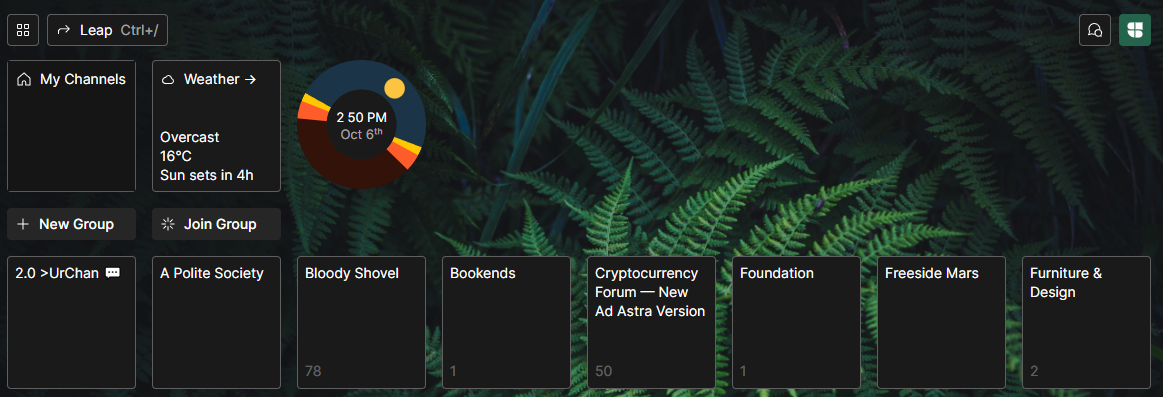 Leap Ctrl+/
My Channels
Weather →
Overcast
16°C
Sun sets in 4h
2 50 PM
Oct 6th
+ New Group
Join Group
2.0 >UrChan 💬
A Polite Society
Bloody Shovel
78
Bookends
1
Cryptocurrency
Forum — New
Ad Astra Version
50
Foundation
1
Freeside Mars
Furniture &
Design
2